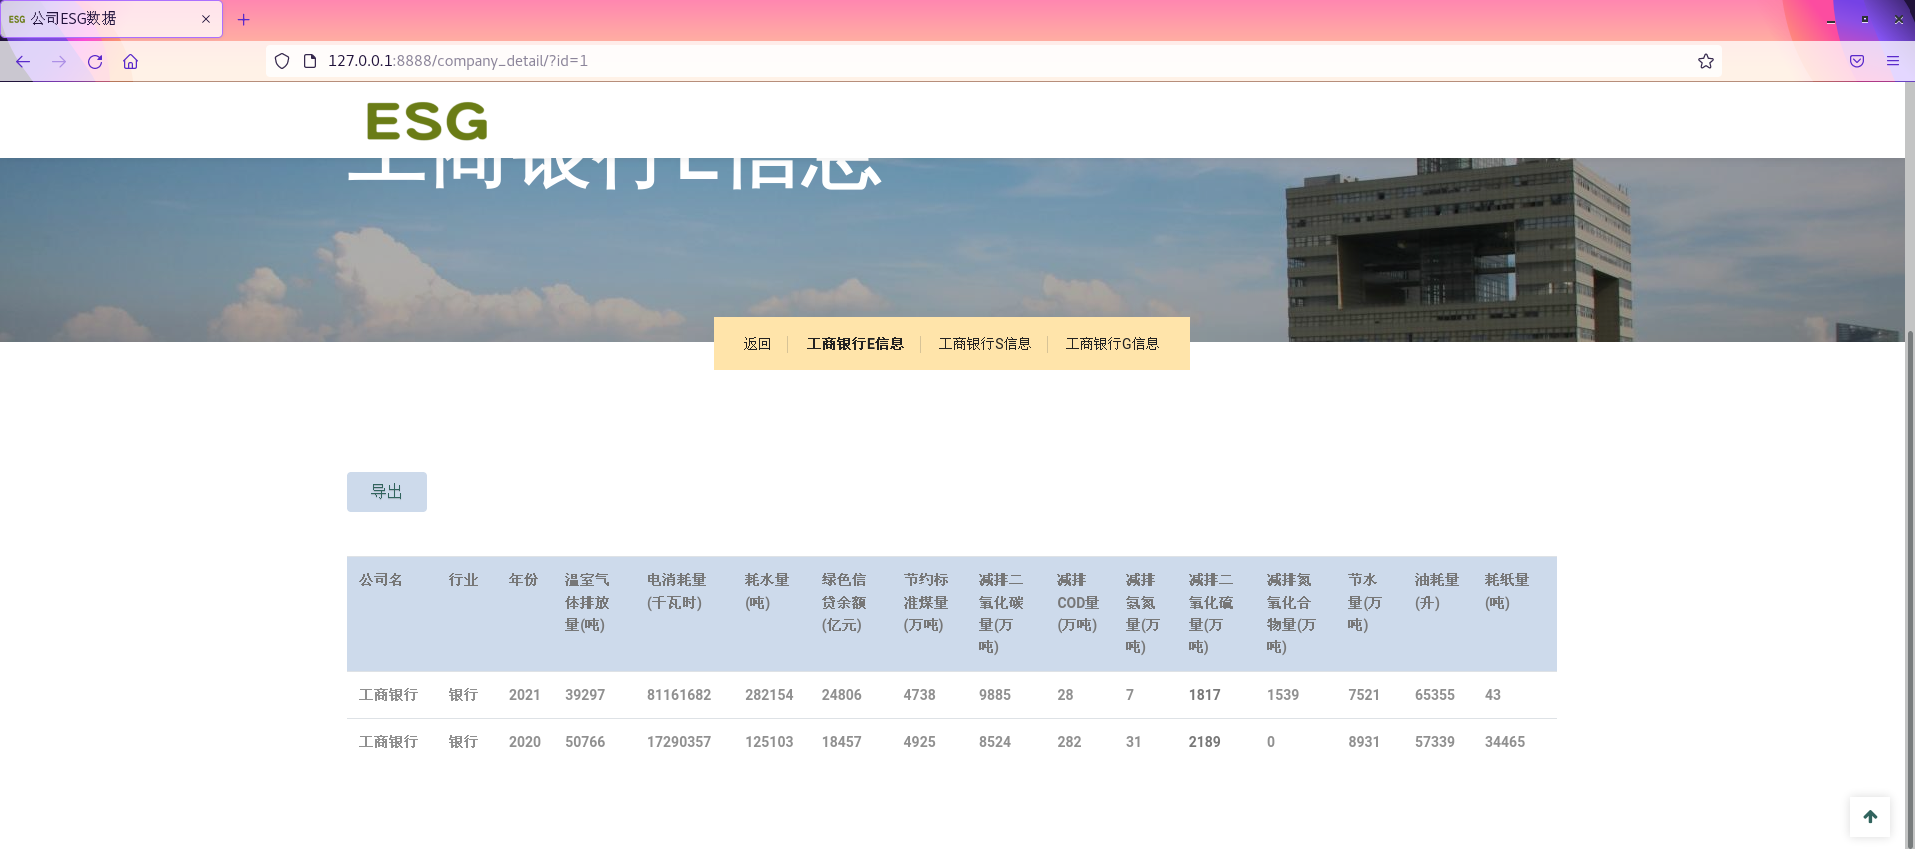 ESG 公司ESG数据
127.0.0.1:8888/company_detail/?id=1
ESG
工商银行E信息
返回 工商银行E信息 工商银行S信息 工商银行G信息
导出
公司名 行业 年份 温室气 电消耗量 耗水量 绿色信 节约标 减排二 减排 减排 减排二 减排氮 节水 油耗量 耗纸量
体排放 (千瓦时) (吨) 贷余额 准煤量 氧化碳 COD量 氨氮 氧化硫 氧化合 量(万 (升) (吨)
量(吨) (亿元) (万吨) 量(万 (万吨) 量(万 量(万 物量(万 吨)
吨) 吨) 吨) 吨)
工商银行 银行 2021 39297 81161682 282154 24806 4738 9885 28 7 1817 1539 7521 65355 43
工商银行 银行 2020 50766 17290357 125103 18457 4925 8524 282 31 2189 0 8931 57339 34465